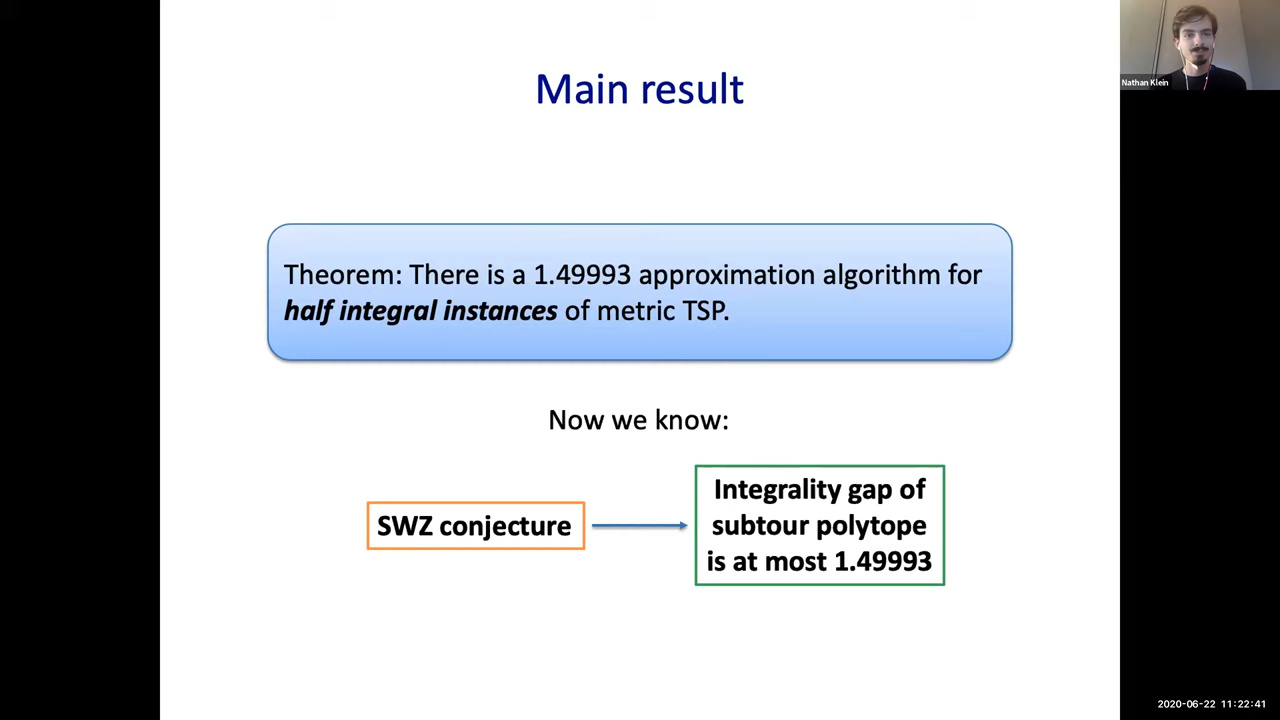 Main result
Nathan Klein
Theorem: There is a 1.49993 approximation algorithm for
half integral instances of metric TSP.
Now we know:
SWZ conjecture
Integrality gap of
subtour polytope
is at most 1.49993
2020-06-22 11:22:41